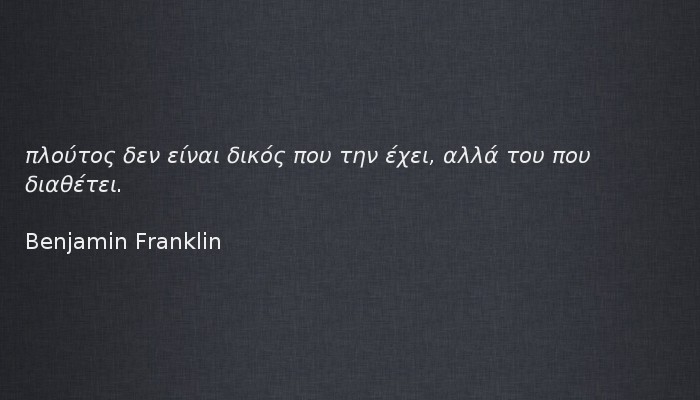 πλούτος δεν είναι δικός που την έχει, αλλά του που
διαθέτει.
Benjamin Franklin